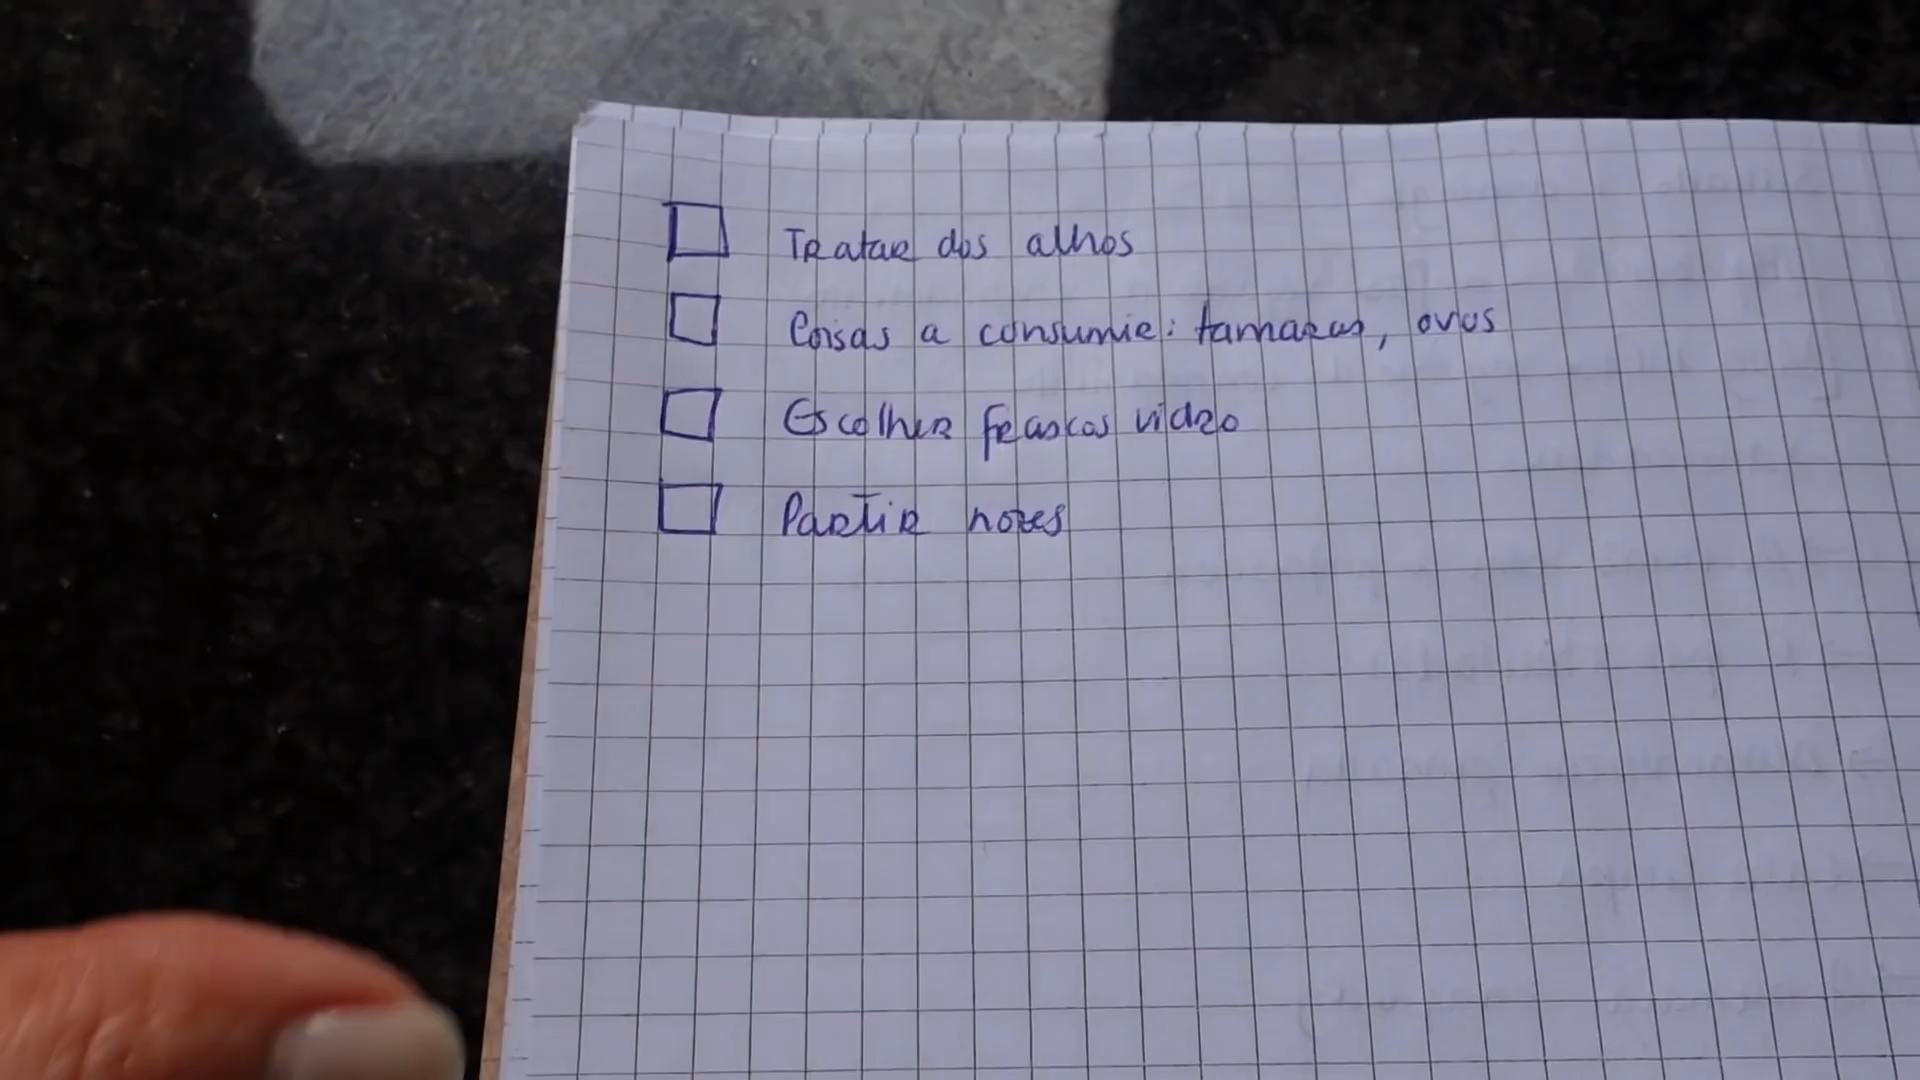 Tratar dos alhos
Coisas a consumir: tamaras, ovos
Escolher frascos vidro
Partir nozes